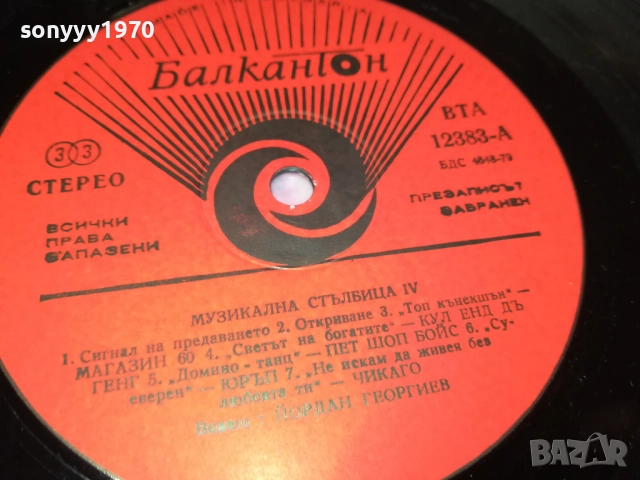 sonyyy1970
Балкантон
33
СТЕРЕО
ВТА
12383-А
БДС 4848-79
ВСИЧКИ
ПРАВА
ЗАПАЗЕНИ
ПРЕЗАПИСЪТ
ЗАБРАНЕН
МУЗИКАЛНА СТЪЛБИЦА IV
1. Сигнал на предаването 2. Откриване 3. „Топ кънекшън" —
МАГАЗИН 60 4. „Светът на богатите" — КУЛ ЕНД ДЪ
ГЕНГ 5. „Домино-танц" — ПЕТ ШОП БОЙС 6. „Су-
еверен" — ЮРЪП 7. „Не искам да живея без
любовта ти" — ЧИКАГО
Водещ: ЙОРДАН ГЕОРГИЕВ
BAZAR